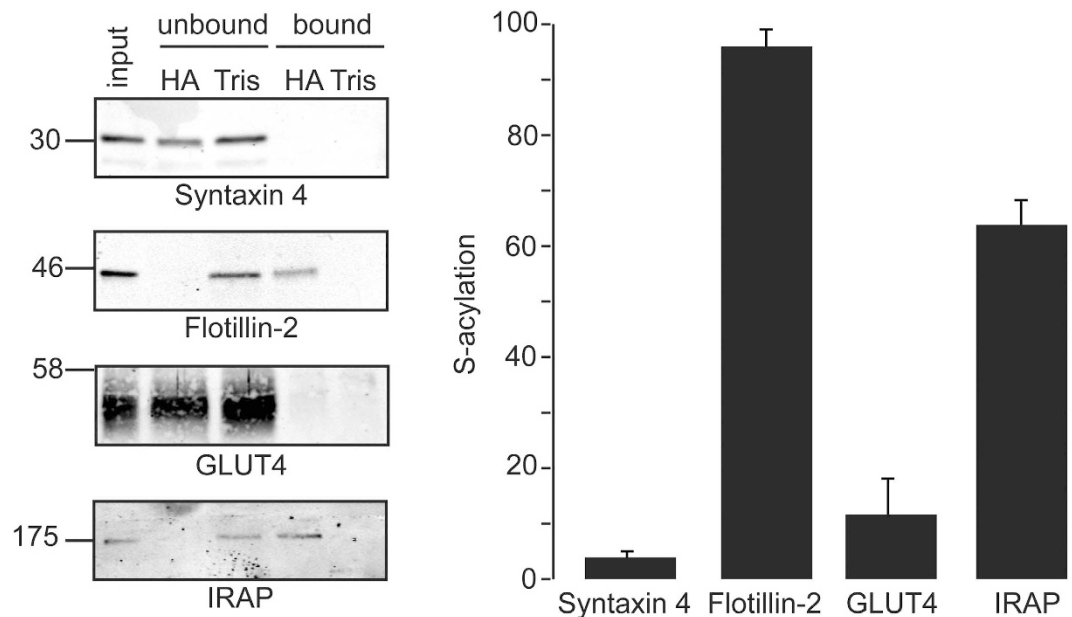 input
unbound bound
HA Tris HA Tris
30
Syntaxin 4
46
Flotillin-2
58
GLUT4
175
IRAP
S-acylation
100
80
60
40
20
0
Syntaxin 4 Flotillin-2 GLUT4 IRAP